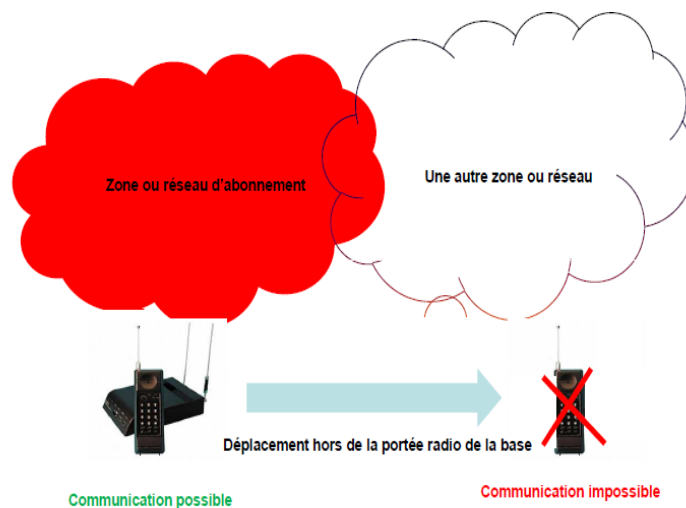 Zone ou réseau d'abonnement
Une autre zone ou réseau
Déplacement hors de la portée radio de la base
Communication possible
Communication impossible